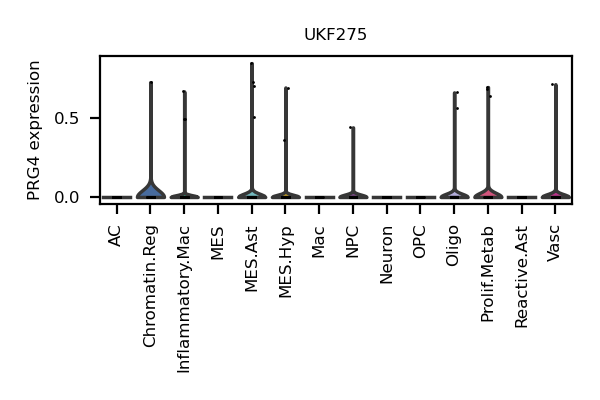 UKF275
PRG4 expression
0.5
0.0
AC
Chromatin.Reg
Inflammatory.Mac
MES
MES.Ast
MES.Hyp
Mac
NPC
Neuron
OPC
Oligo
Prolif.Metab
Reactive.Ast
Vasc